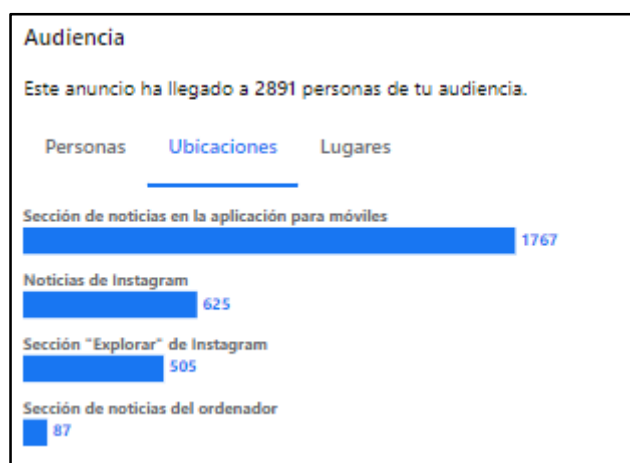 Audiencia
Este anuncio ha llegado a 2891 personas de tu audiencia.
Personas Ubicaciones Lugares
Sección de noticias en la aplicación para móviles
1767
Noticias de Instagram
625
Sección "Explorar" de Instagram
505
Sección de noticias del ordenador
87